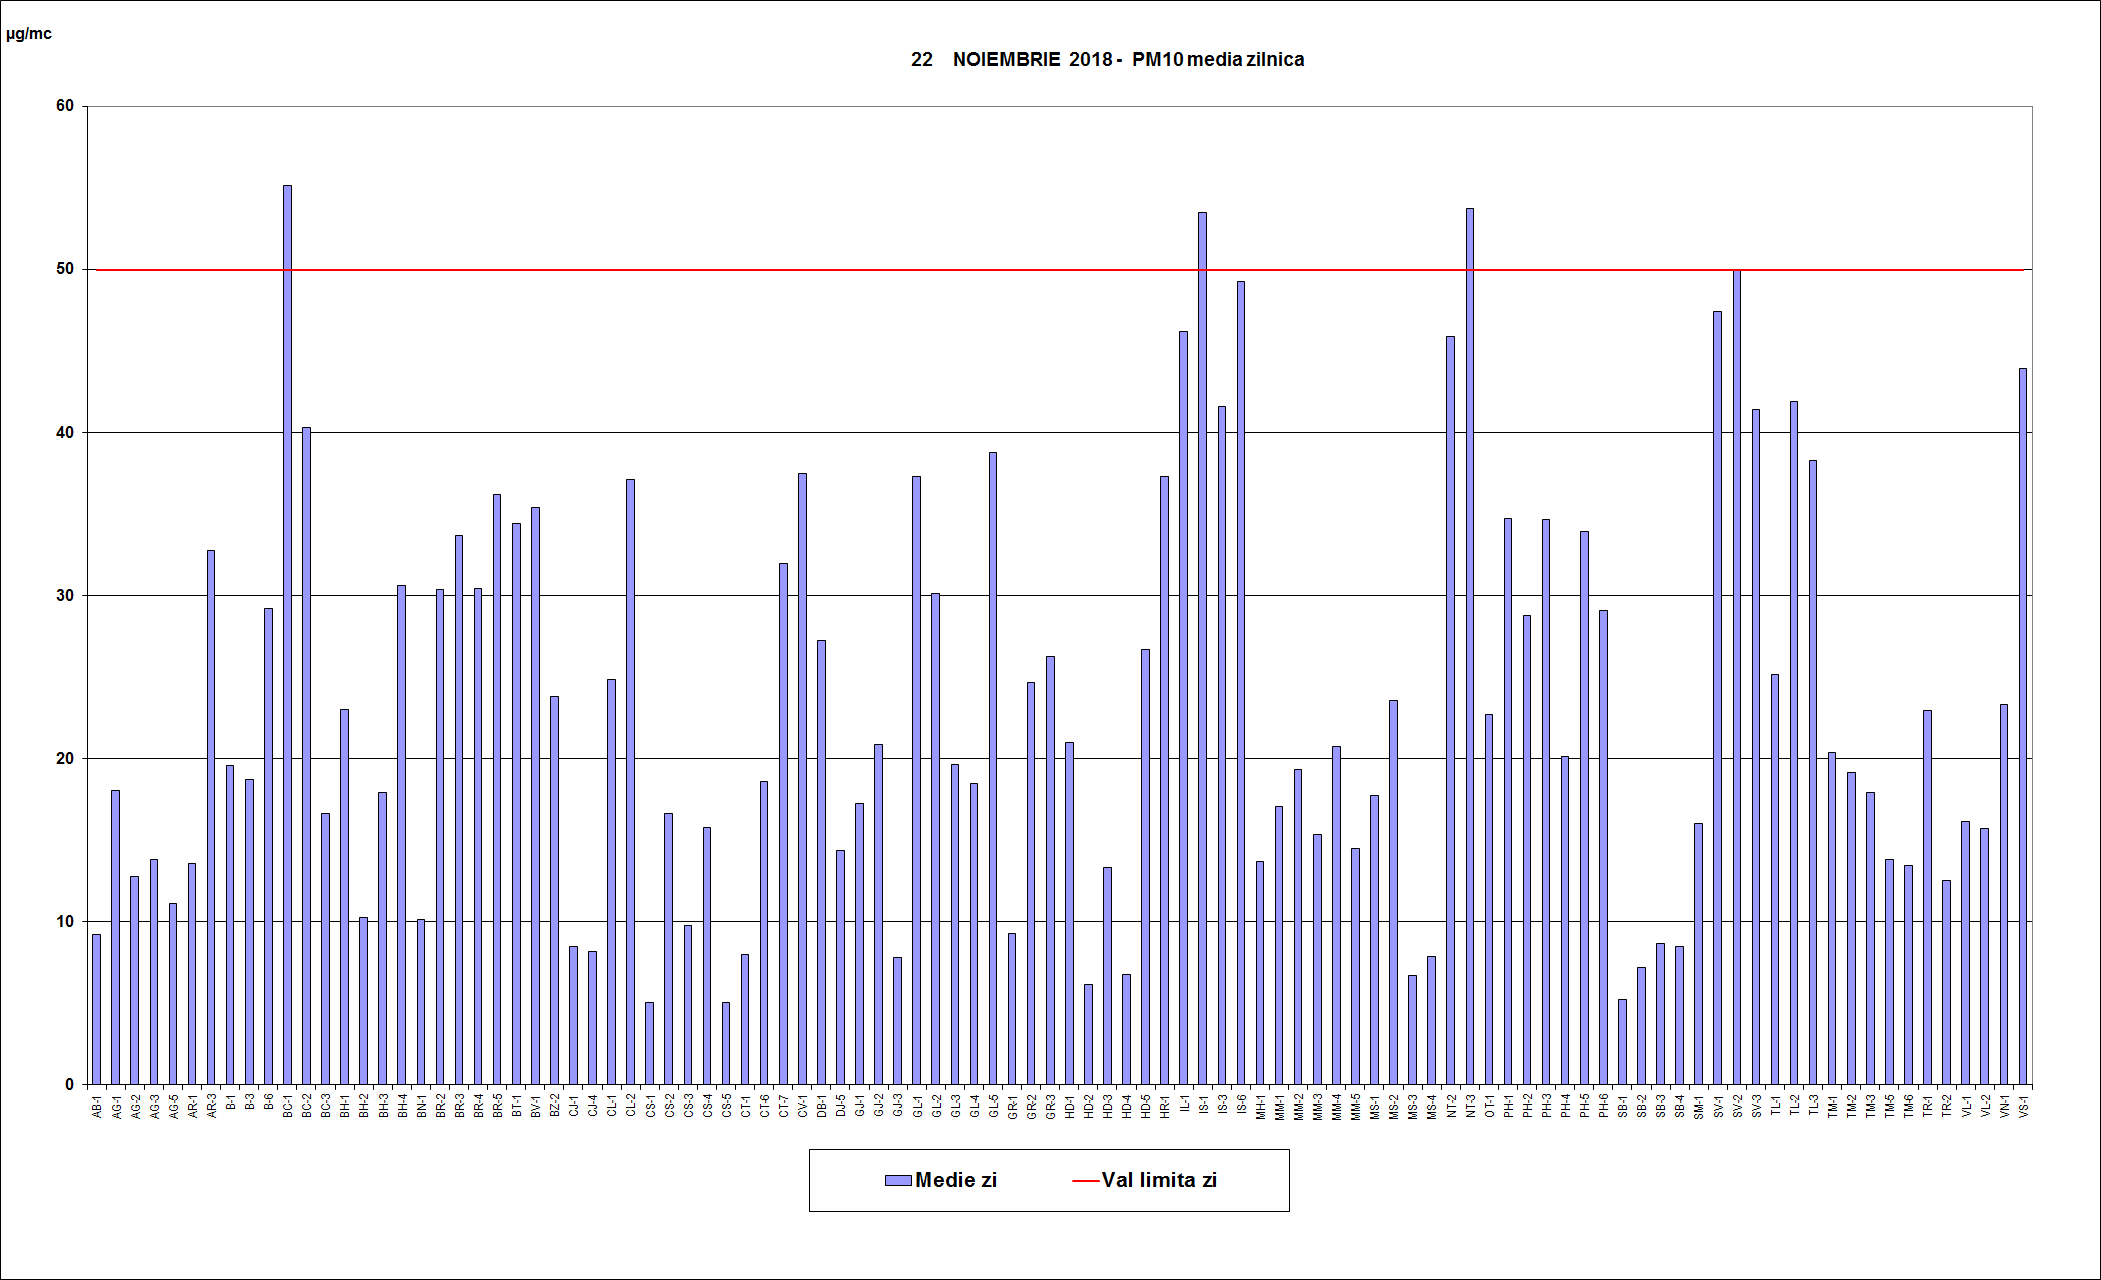 µg/mc
22 NOIEMBRIE 2018 - PM10 media zilnica
60
50
40
30
20
10
0
AB-1 AG-1 AG-2 AG-3 AG-5 AR-1 AR-3 B-1 B-3 B-6 BC-1 BC-2 BC-3 BH-1 BH-2 BH-3 BH-4 BN-1 BR-2 BR-3 BR-4 BR-5 BT-1 BV-1 BZ-2 CJ-1 CJ-4 CL-1 CL-2 CS-1 CS-2 CS-3 CS-4 CS-5 CT-1 CT-6 CT-7 CV-1 DB-1 DJ-5 GJ-1 GJ-2 GJ-3 GL-1 GL-2 GL-3 GL-4 GL-5 GR-1 GR-2 GR-3 HD-1 HD-2 HD-3 HD-4 HD-5 HR-1 IL-1 IS-1 IS-3 IS-6 MH-1 MM-1 MM-2 MM-3 MM-4 MM-5 MS-1 MS-2 MS-3 MS-4 NT-2 NT-3 OT-1 PH-1 PH-2 PH-3 PH-4 PH-5 PH-6 SB-1 SB-2 SB-3 SB-4 SM-1 SV-1 SV-2 SV-3 TL-1 TL-2 TL-3 TM-1 TM-2 TM-3 TM-5 TM-6 TR-1 TR-2 VL-1 VL-2 VN-1 VS-1
Medie zi Val limita zi